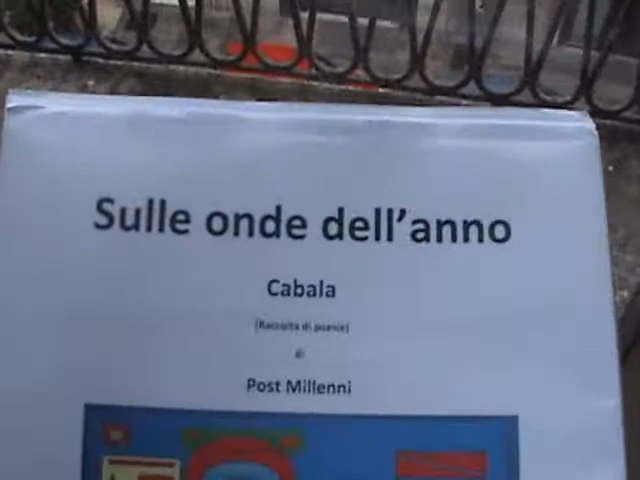 Sulle onde dell'anno
Cabala
(Raccolta di poesie)
di
Post Millenni